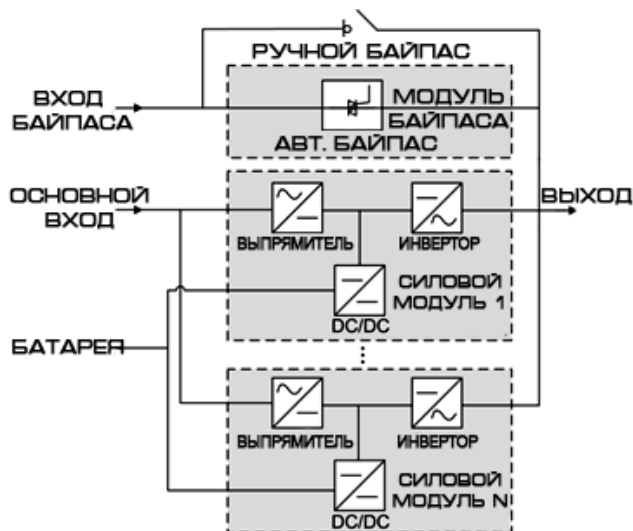 РУЧНОЙ БАЙПАС
ВХОД
БАЙПАСА
МОДУЛЬ
БАЙПАСА
АВТ. БАЙПАС
ОСНОВНОЙ
ВХОД
ВЫХОД
ВЫПРЯМИТЕЛЬ
ИНВЕРТОР
СИЛОВОЙ
МОДУЛЬ 1
DC/DC
БАТАРЕЯ
ВЫПРЯМИТЕЛЬ
ИНВЕРТОР
СИЛОВОЙ
МОДУЛЬ N
DC/DC